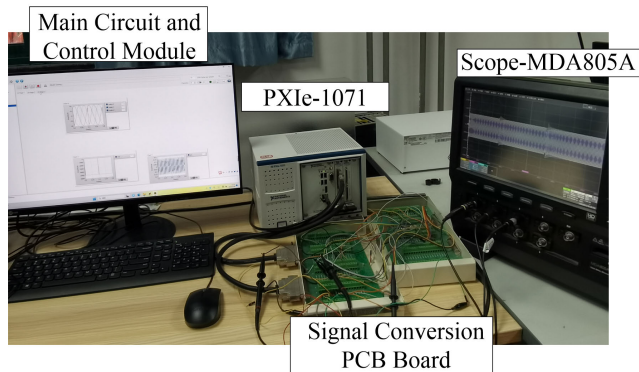 Main Circuit and
Control Module
PXIe-1071
Scope-MDA805A
Signal Conversion
PCB Board